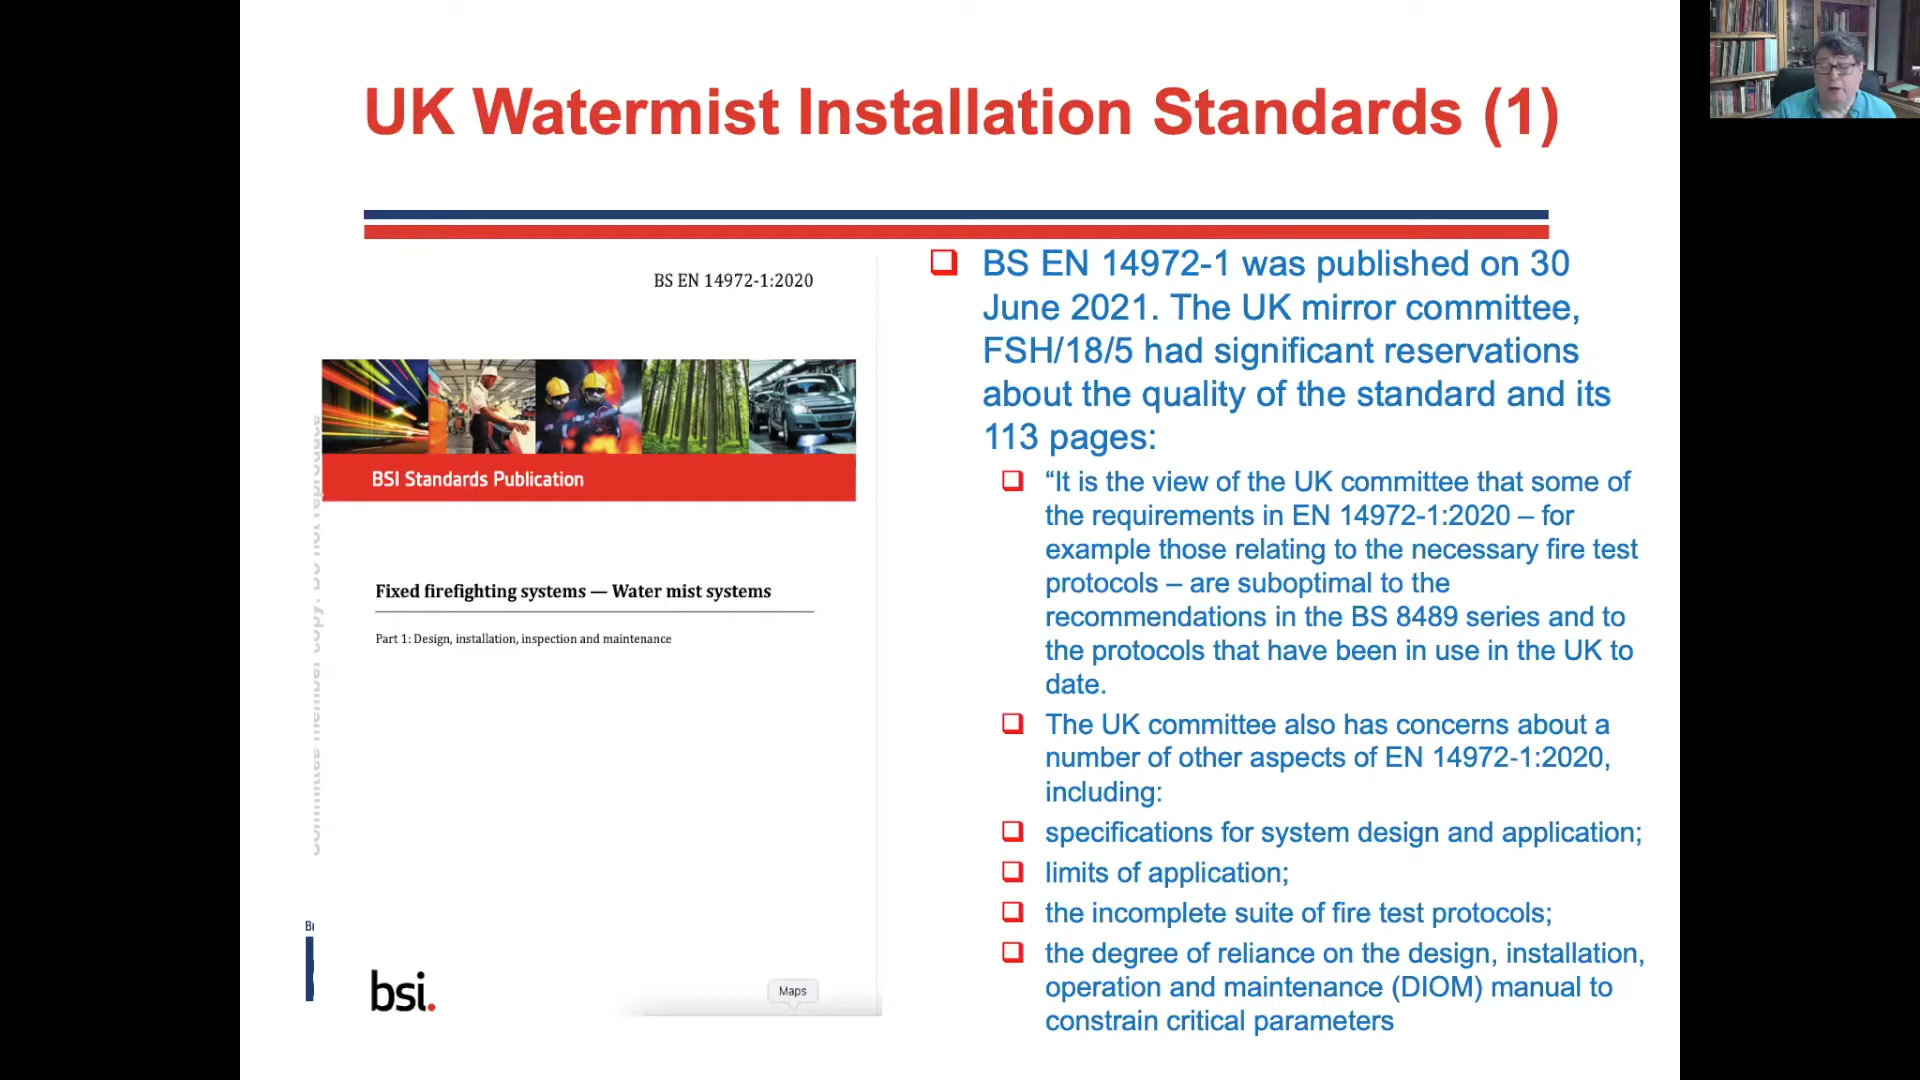 UK Watermist Installation Standards (1)
BS EN 14972-1:2020
BSI Standards Publication
Fixed firefighting systems — Water mist systems
Part 1: Design, installation, inspection and maintenance
bsi.
Maps
BS EN 14972-1 was published on 30
June 2021. The UK mirror committee,
FSH/18/5 had significant reservations
about the quality of the standard and its
113 pages:
“It is the view of the UK committee that some of
the requirements in EN 14972-1:2020 – for
example those relating to the necessary fire test
protocols – are suboptimal to the
recommendations in the BS 8489 series and to
the protocols that have been in use in the UK to
date.
The UK committee also has concerns about a
number of other aspects of EN 14972-1:2020,
including:
specifications for system design and application;
limits of application;
the incomplete suite of fire test protocols;
the degree of reliance on the design, installation,
operation and maintenance (DIOM) manual to
constrain critical parameters